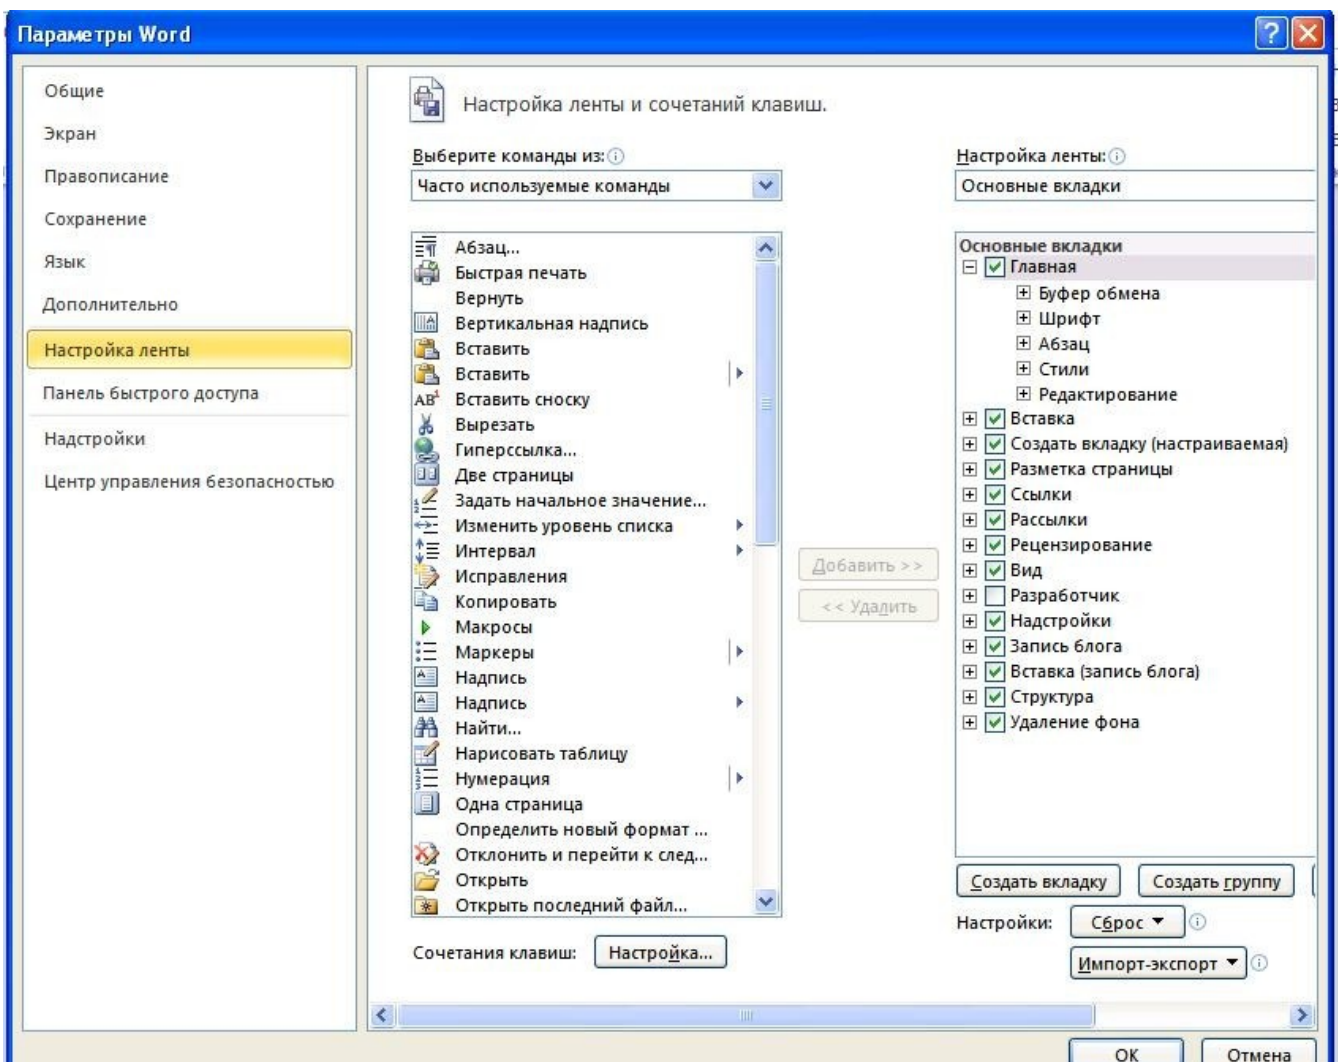 Параметры Word
Общие
Экран
Правописание
Сохранение
Язык
Дополнительно
Настройка ленты
Панель быстрого доступа
Надстройки
Центр управления безопасностью
Настройка ленты и сочетаний клавиш.
Выберите команды из:
Часто используемые команды
Абзац...
Быстрая печать
Вернуть
Вертикальная надпись
Вставить
Вставить
Вставить сноску
Вырезать
Гиперссылка...
Две страницы
Задать начальное значение...
Изменить уровень списка
Интервал
Исправления
Копировать
Макросы
Маркеры
Надпись
Надпись
Найти...
Нарисовать таблицу
Нумерация
Одна страница
Определить новый формат ...
Отклонить и перейти к след...
Открыть
Открыть последний файл...
Сочетания клавиш: Настройка...
Добавить >>
<< Удалить
Настройка ленты:
Основные вкладки
Основные вкладки
Главная
Буфер обмена
Шрифт
Абзац
Стили
Редактирование
Вставка
Создать вкладку (настраиваемая)
Разметка страницы
Ссылки
Рассылки
Рецензирование
Вид
Разработчик
Надстройки
Запись блога
Вставка (запись блога)
Структура
Удаление фона
Создать вкладку Создать группу
Настройки: Сброс
Импорт-экспорт
ОК Отмена